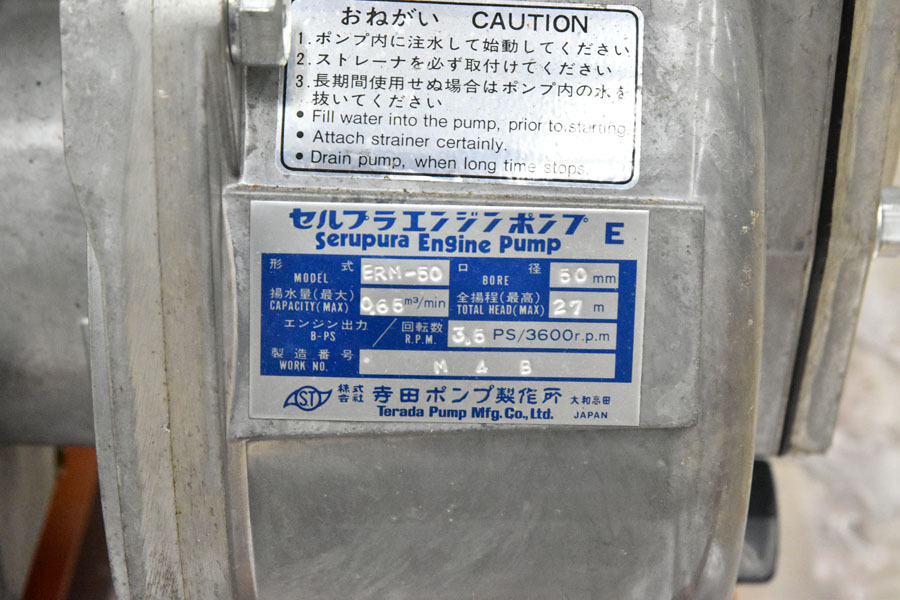 おねがい CAUTION
1. ポンプ内に注水して始動してください
2. ストレーナを必ず取付けてください
3. 長期間使用せぬ場合はポンプ内の水を
抜いてください
• Fill water into the pump, prior to starting.
• Attach strainer certainly.
• Drain pump, when long time stops.
セルプラエンジンポンプ E
Serupura Engine Pump
形式 MODEL ERM-50 口径 BORE 50 mm
揚水量(最大) CAPACITY(MAX) 0.65 m³/min 全揚程(最高) TOTAL HEAD(MAX) 27 m
エンジン出力 B-PS / 回転数 R.P.M. 3.5 PS/3600r.p.m
製造番号 WORK NO. M 4 8
TST 株式会社 寺田ポンプ製作所 大和高田
Terada Pump Mfg.Co.,Ltd. JAPAN